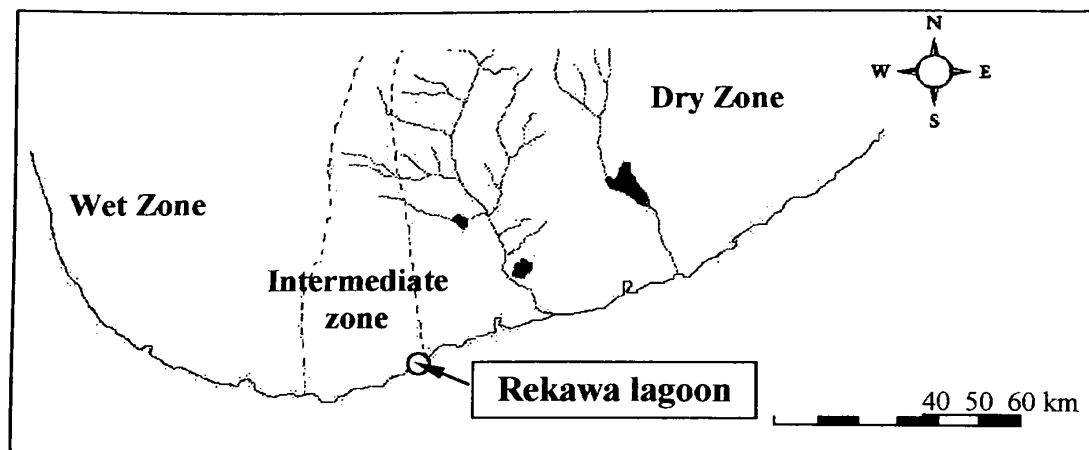 N
W E
S
Dry Zone
Wet Zone
Intermediate
zone
Rekawa lagoon
40 50 60 km